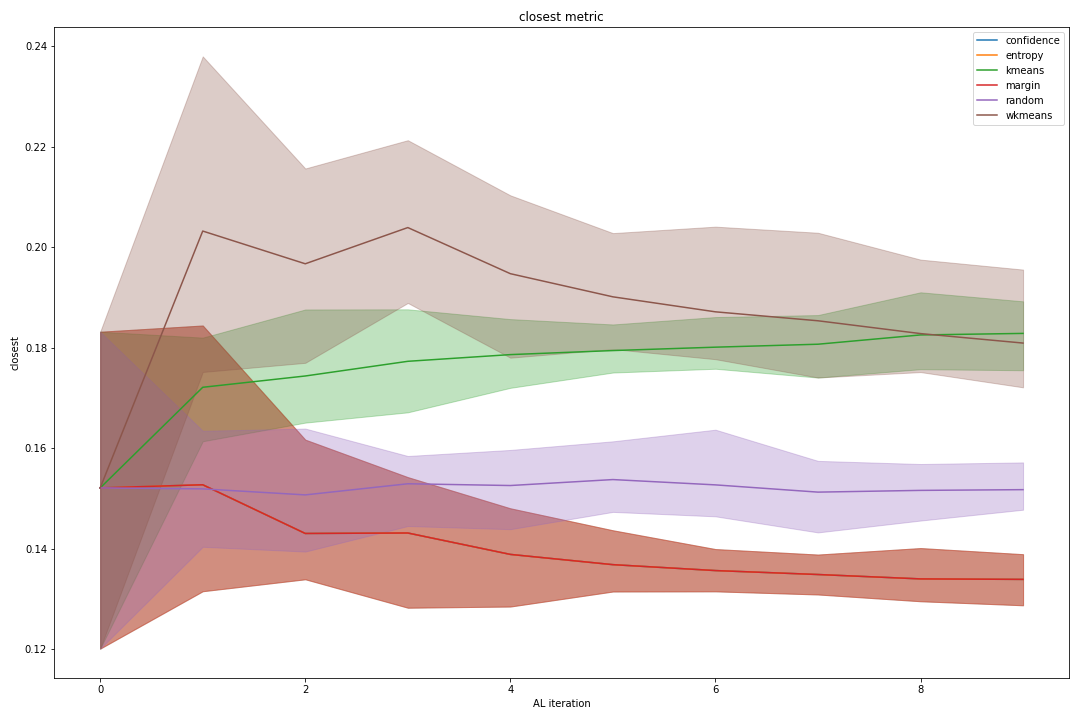 closest metric
0.24
0.22
0.20
0.18
0.16
0.14
0.12
closest
0
2
4
6
8
AL iteration
confidence
entropy
kmeans
margin
random
wkmeans